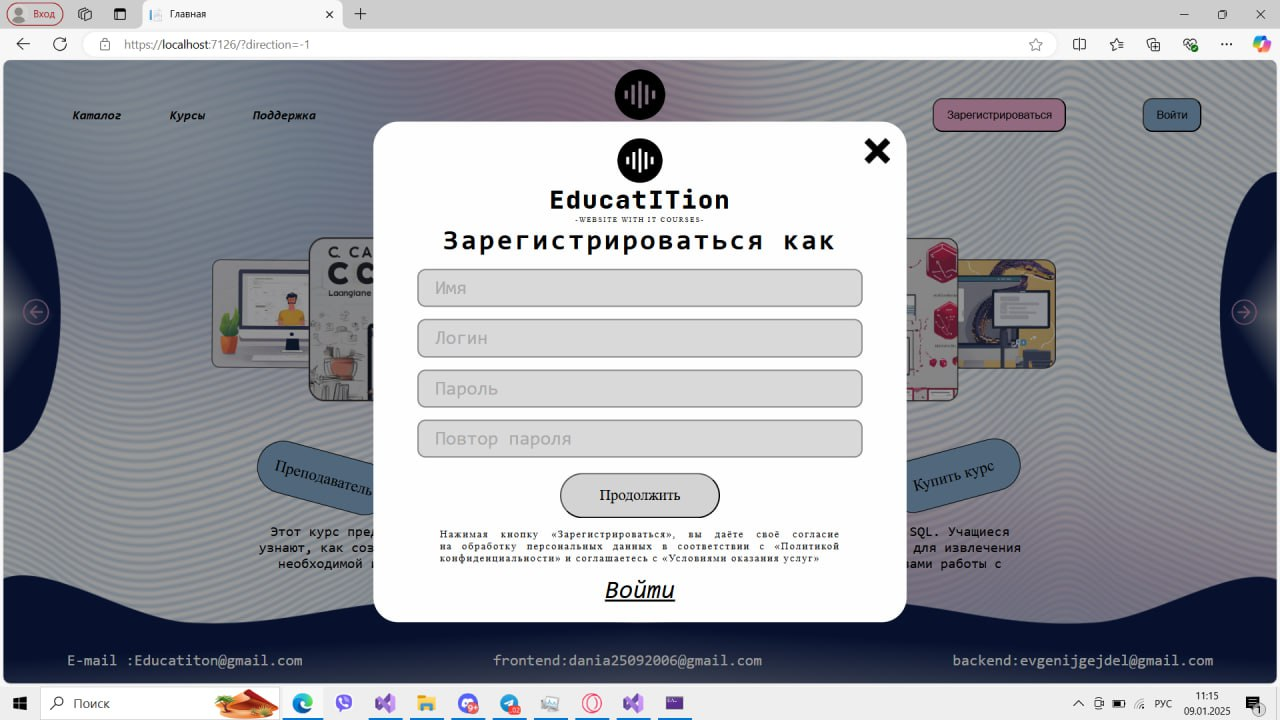 Вход
Главная
https://localhost:7126/?direction=-1
Каталог Курсы Поддержка
Зарегистрироваться
Войти
EducatITion
-WEBSITE WITH IT COURSES-
Зарегистрироваться как
Имя
Логин
Пароль
Повтор пароля
Продолжить
Нажимая кнопку «Зарегистрироваться», вы даёте своё согласие
на обработку персональных данных в соответствии с «Политикой
конфиденциальности» и соглашаетесь с «Условиями оказания услуг»
Войти
Преподаватель
Купить курс
Этот курс SQL. Учащиеся
узнают, как для извлечения
необходимой работы с
E-mail :Educatiton@gmail.com
frontend:dania25092006@gmail.com
backend:evgenijgejdel@gmail.com
Поиск
РУС
11:15
09.01.2025